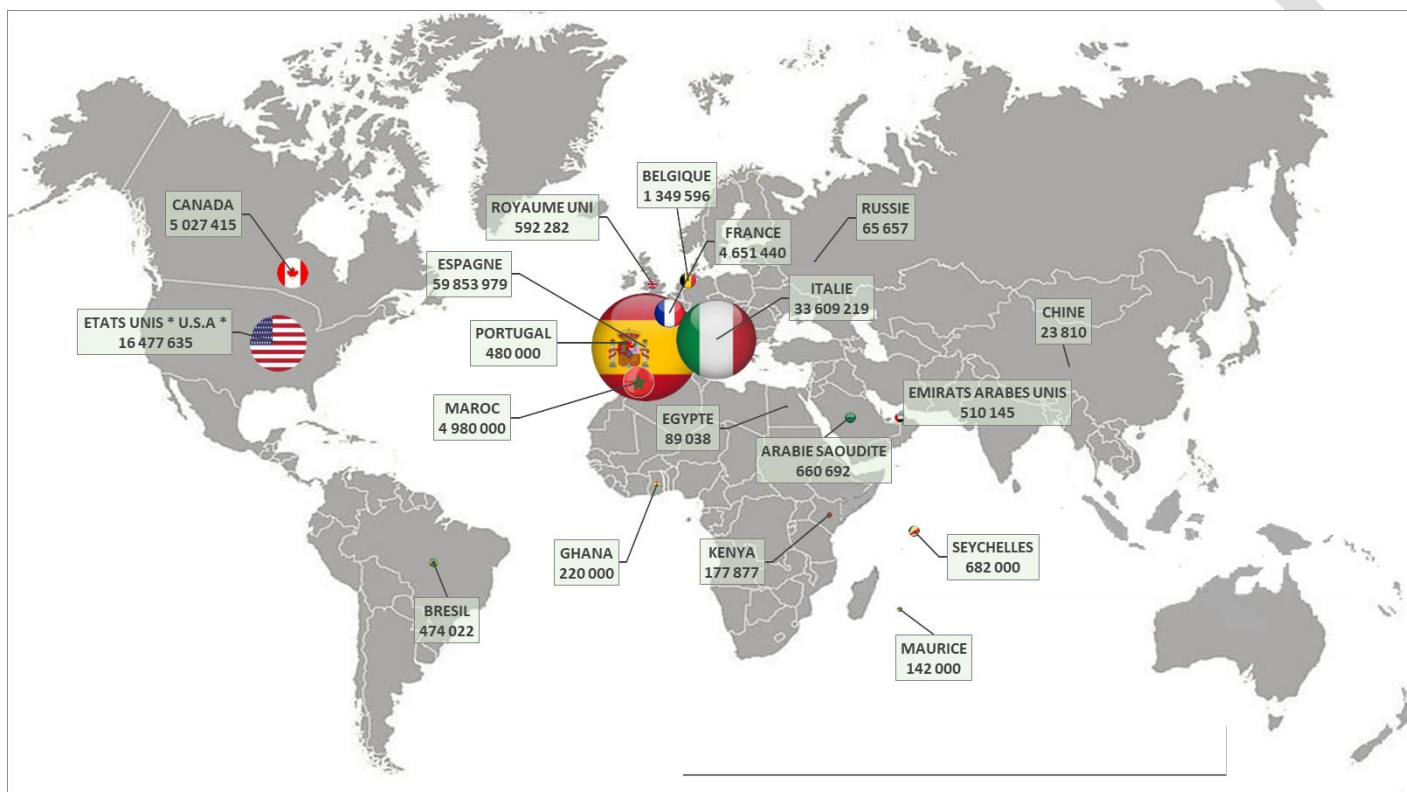 BELGIQUE
1 349 596
CANADA
5 027 415
ROYAUME UNI
592 282
RUSSIE
65 657
FRANCE
4 651 440
ESPAGNE
59 853 979
ITALIE
33 609 219
CHINE
23 810
ETATS UNIS * U.S.A *
16 477 635
PORTUGAL
480 000
EMIRATS ARABES UNIS
510 145
MAROC
4 980 000
EGYPTE
89 038
ARABIE SAOUDITE
660 692
GHANA
220 000
KENYA
177 877
SEYCHELLES
682 000
BRESIL
474 022
MAURICE
142 000